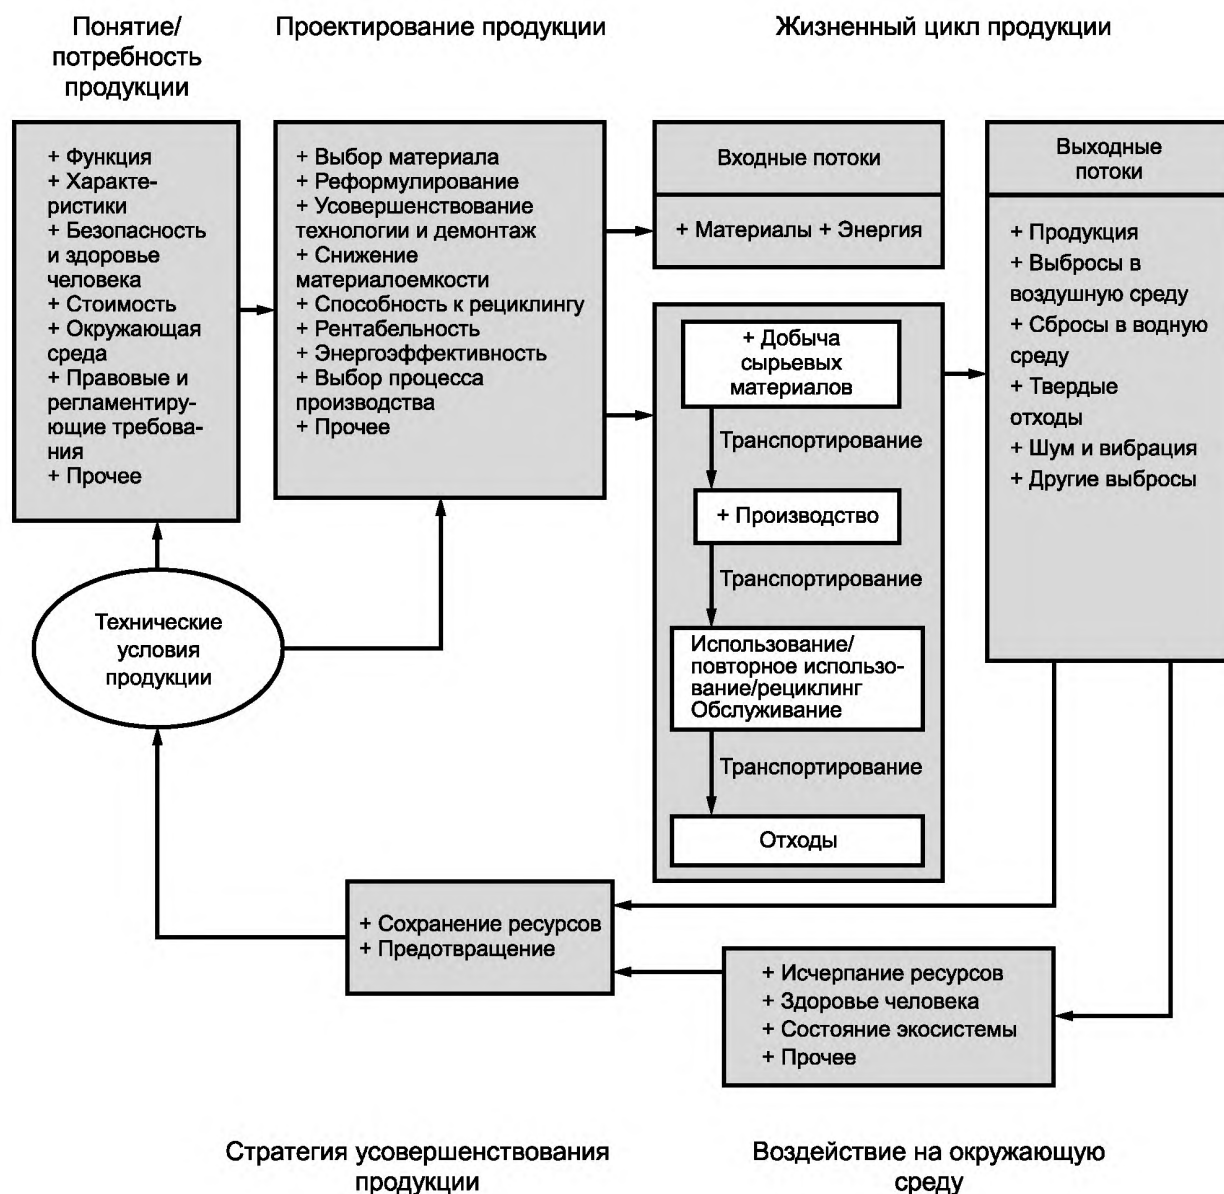 Понятие/
потребность
продукции
Проектирование продукции
Жизненный цикл продукции
+ Функция
+ Характе-
ристики
+ Безопасность
и здоровье
человека
+ Стоимость
+ Окружающая
среда
+ Правовые и
регламентиру-
ющие требова-
ния
+ Прочее
+ Выбор материала
+ Реформулирование
+ Усовершенствование
технологии и демонтаж
+ Снижение
материалоемкости
+ Способность к рециклингу
+ Рентабельность
+ Энергоэффективность
+ Выбор процесса
производства
+ Прочее
Входные потоки
+ Материалы + Энергия
Выходные
потоки
+ Продукция
+ Выбросы в
воздушную среду
+ Сбросы в водную
среду
+ Твердые
отходы
+ Шум и вибрация
+ Другие выбросы
+ Добыча
сырьевых
материалов
Транспортирование
+ Производство
Транспортирование
Использование/
повторное использо-
вание/рециклинг
Обслуживание
Транспортирование
Отходы
Технические
условия
продукции
+ Сохранение ресурсов
+ Предотвращение
+ Исчерпание ресурсов
+ Здоровье человека
+ Состояние экосистемы
+ Прочее
Стратегия усовершенствования
продукции
Воздействие на окружающую
среду